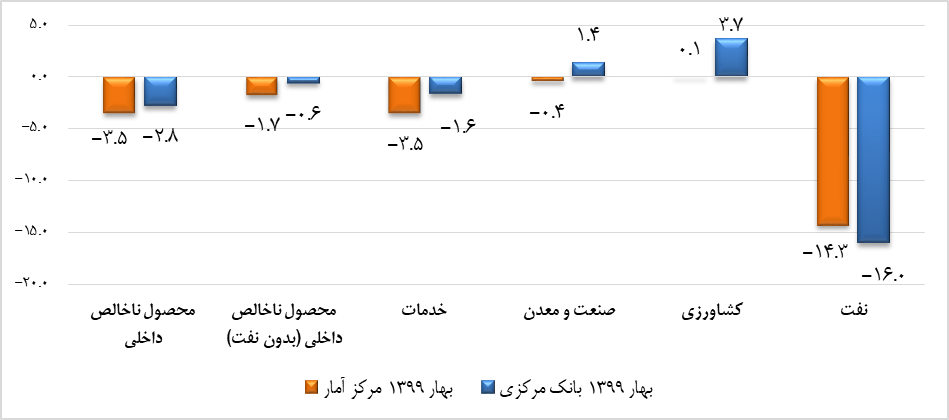 ۵.۰
۰.۰
-۵.۰
-۱۰.۰
-۱۵.۰
-۲۰.۰
-۳.۵
-۲.۸
-۱.۷
-۰.۶
-۳.۵
-۱.۶
-۰.۴
۱.۴
۰.۱
۳.۷
-۱۴.۳
-۱۶.۰
محصول ناخالص
داخلی
محصول ناخالص
داخلی (بدون نفت)
خدمات
صنعت و معدن
کشاورزی
نفت
بهار ۱۳۹۹ مرکز آمار
بهار ۱۳۹۹ بانک مرکزی